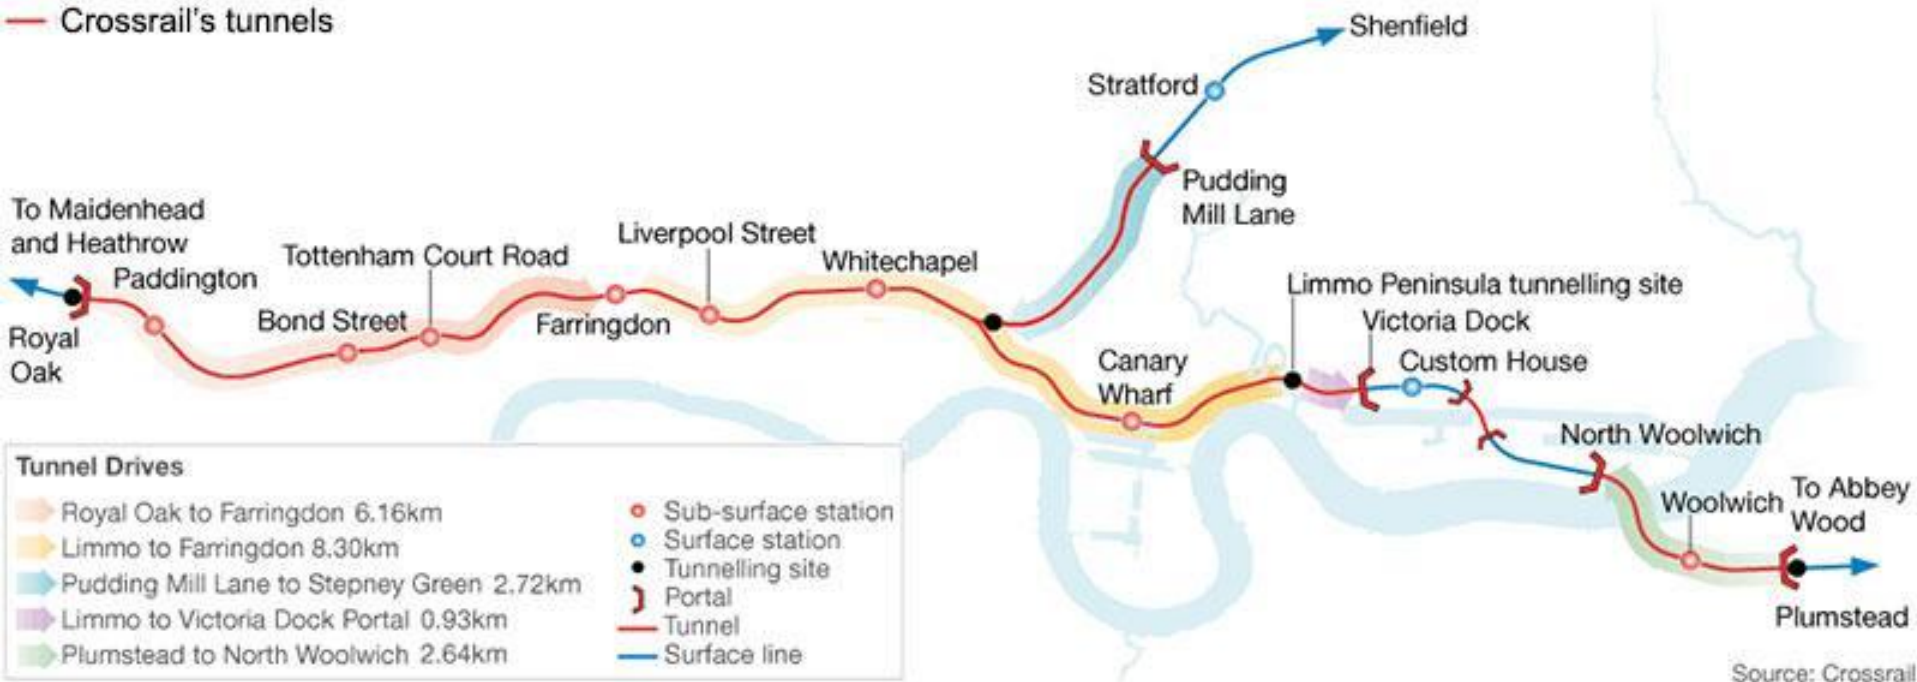 Crossrail's tunnels
Shenfield
Stratford
Pudding
Mill Lane
To Maidenhead
and Heathrow
Paddington
Royal
Oak
Tottenham Court Road
Bond Street
Liverpool Street
Farringdon
Whitechapel
Canary
Wharf
Limmo Peninsula tunnelling site
Victoria Dock
Custom House
North Woolwich
Woolwich
To Abbey
Wood
Plumstead
Tunnel Drives
Royal Oak to Farringdon 6.16km
Limmo to Farringdon 8.30km
Pudding Mill Lane to Stepney Green 2.72km
Limmo to Victoria Dock Portal 0.93km
Plumstead to North Woolwich 2.64km
Sub-surface station
Surface station
Tunnelling site
Portal
Tunnel
Surface line
Source: Crossrail